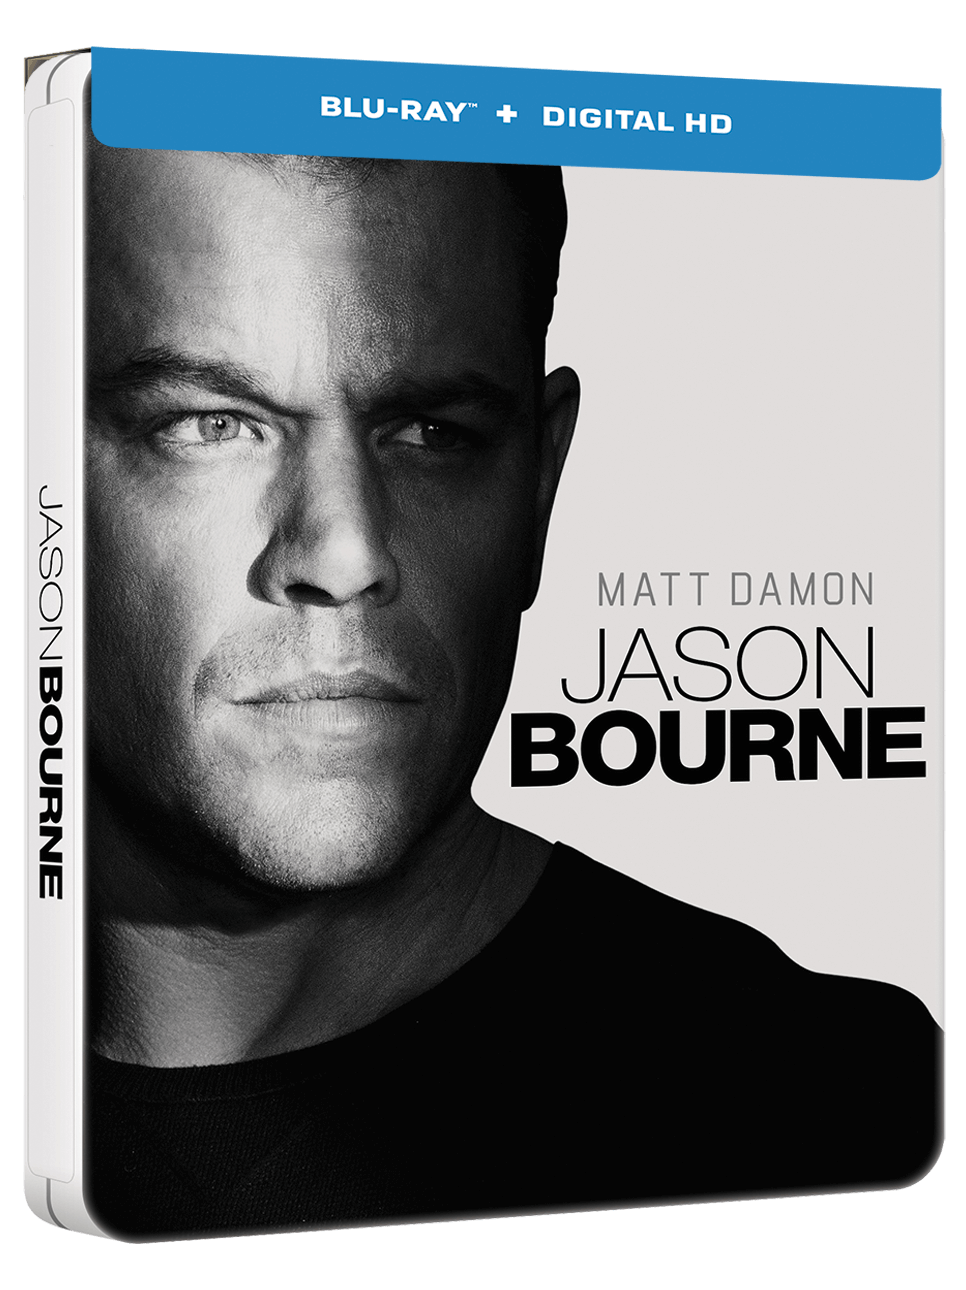 BLU-RAY™ + DIGITAL HD
MATT DAMON
JASON
BOURNE
JASONBOURNE